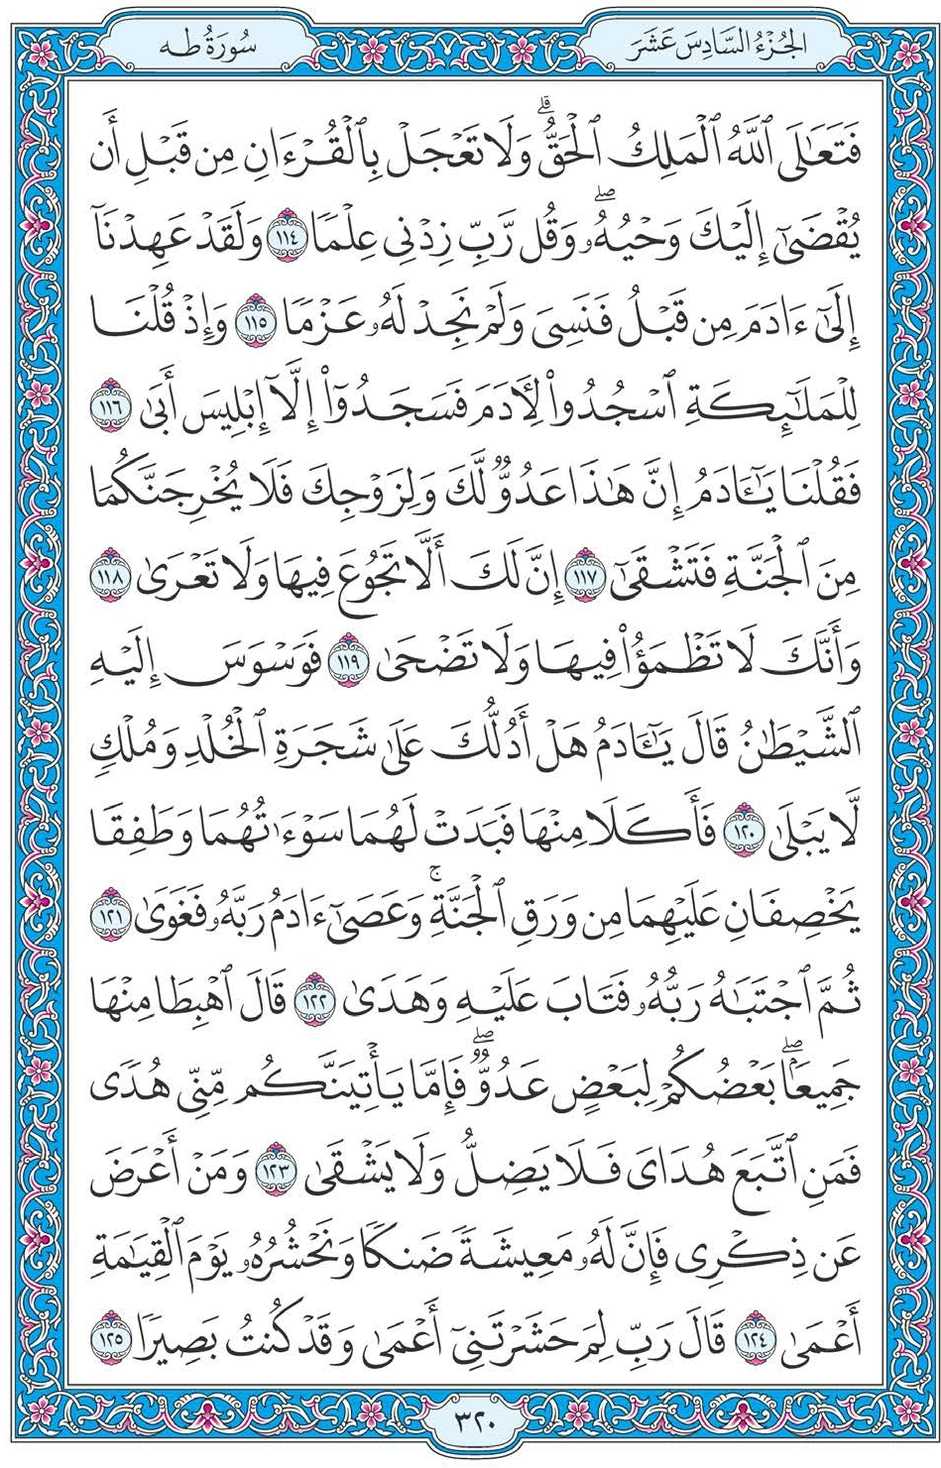 الجُزْءُ السَّادِسَ عَشَرَ
سُورَةُ طه
فَتَعَٰلَى ٱللَّهُ ٱلْمَلِكُ ٱلْحَقُّ ۗ وَلَا تَعْجَلْ بِٱلْقُرْءَانِ مِن قَبْلِ أَن
يُقْضَىٰٓ إِلَيْكَ وَحْيُهُۥ ۖ وَقُل رَّبِّ زِدْنِى عِلْمًا ١١٤ وَلَقَدْ عَهِدْنَآ
إِلَىٰٓ ءَادَمَ مِن قَبْلُ فَنَسِىَ وَلَمْ نَجِدْ لَهُۥ عَزْمًا ١١٥ وَإِذْ قُلْنَا
لِلْمَلَٰٓئِكَةِ ٱسْجُدُوا۟ لِءَادَمَ فَسَجَدُوٓا۟ إِلَّآ إِبْلِيسَ أَبَىٰ ١١٦
فَقُلْنَا يَٰٓـَٔادَمُ إِنَّ هَٰذَا عَدُوٌّ لَّكَ وَلِزَوْجِكَ فَلَا يُخْرِجَنَّكُمَا
مِنَ ٱلْجَنَّةِ فَتَشْقَىٰٓ ١١٧ إِنَّ لَكَ أَلَّا تَجُوعَ فِيهَا وَلَا تَعْرَىٰ ١١٨
وَأَنَّكَ لَا تَظْمَؤُا۟ فِيهَا وَلَا تَضْحَىٰ ١١٩ فَوَسْوَسَ إِلَيْهِ
ٱلشَّيْطَٰنُ قَالَ يَٰٓـَٔادَمُ هَلْ أَدُلُّكَ عَلَىٰ شَجَرَةِ ٱلْخُلْدِ وَمُلْكٍ
لَّا يَبْلَىٰ ١٢٠ فَأَكَلَا مِنْهَا فَبَدَتْ لَهُمَا سَوْءَٰتُهُمَا وَطَفِقَا
يَخْصِفَانِ عَلَيْهِمَا مِن وَرَقِ ٱلْجَنَّةِ ۚ وَعَصَىٰٓ ءَادَمُ رَبَّهُۥ فَغَوَىٰ ١٢١
ثُمَّ ٱجْتَبَٰهُ رَبُّهُۥ فَتَابَ عَلَيْهِ وَهَدَىٰ ١٢٢ قَالَ ٱهْبِطَا مِنْهَا
جَمِيعًۢا ۖ بَعْضُكُمْ لِبَعْضٍ عَدُوٌّ ۖ فَإِمَّا يَأْتِيَنَّكُم مِّنِّى هُدًى
فَمَنِ ٱتَّبَعَ هُدَاىَ فَلَا يَضِلُّ وَلَا يَشْقَىٰ ١٢٣ وَمَنْ أَعْرَضَ
عَن ذِكْرِى فَإِنَّ لَهُۥ مَعِيشَةً ضَنكًا وَنَحْشُرُهُۥ يَوْمَ ٱلْقِيَٰمَةِ
أَعْمَىٰ ١٢٤ قَالَ رَبِّ لِمَ حَشَرْتَنِىٓ أَعْمَىٰ وَقَدْ كُنتُ بَصِيرًا ١٢٥
٣٢٠